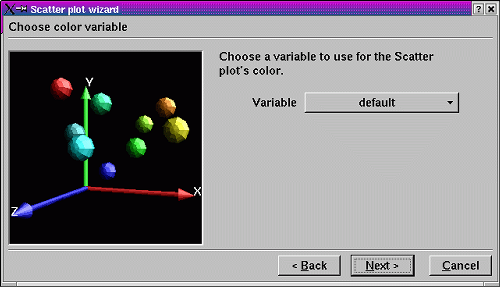 Scatter plot wizard
Choose color variable
Choose a variable to use for the Scatter
plot's color.
Variable default
Y
X
Z
< Back Next > Cancel